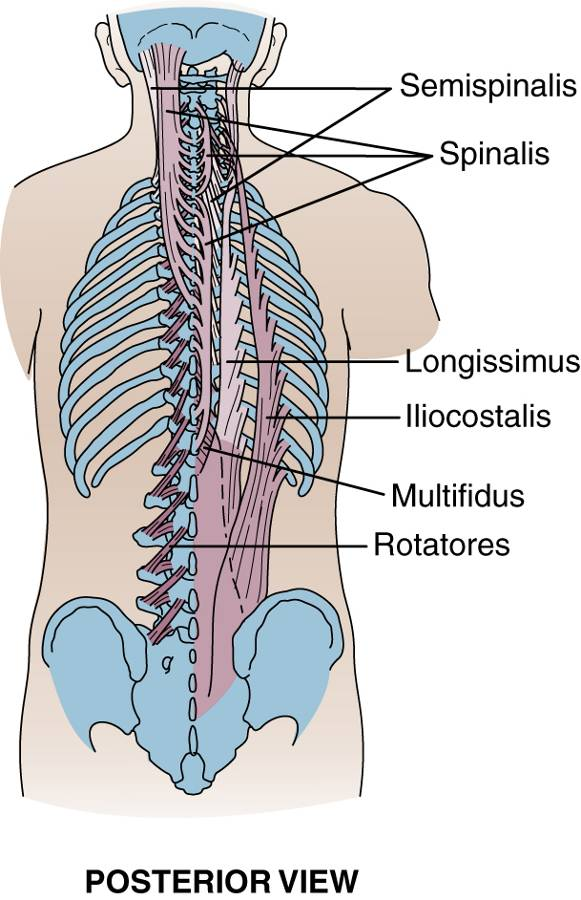 Semispinalis
Spinalis
Longissimus
Iliocostalis
Multifidus
Rotatores
POSTERIOR VIEW